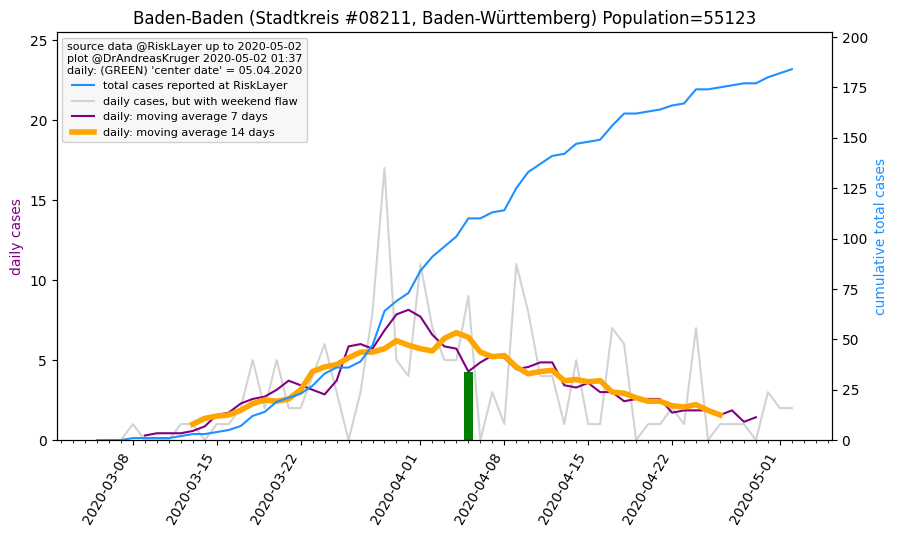 Baden-Baden (Stadtkreis #08211, Baden-Württemberg) Population=55123
source data @RiskLayer up to 2020-05-02
plot @DrAndreasKruger 2020-05-02 01:37
daily: (GREEN) 'center date' = 05.04.2020
total cases reported at RiskLayer
daily cases, but with weekend flaw
daily: moving average 7 days
daily: moving average 14 days
daily cases
25
20
15
10
5
0
cumulative total cases
200
175
150
125
100
75
50
25
0
2020-03-08
2020-03-15
2020-03-22
2020-04-01
2020-04-08
2020-04-15
2020-04-22
2020-05-01